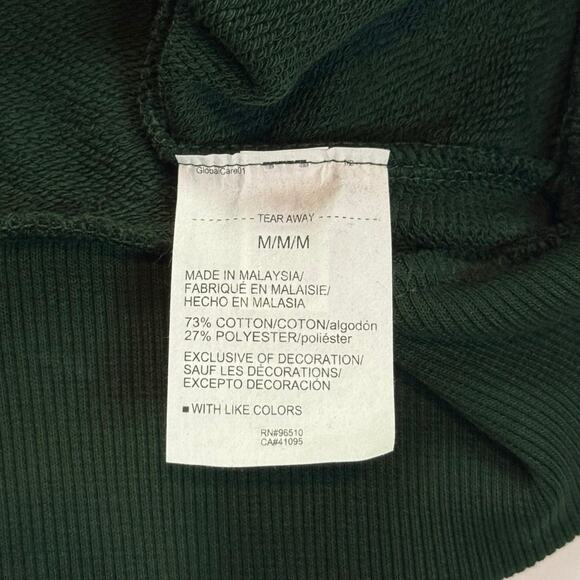 GlobalCare01
TEAR AWAY
M/M/M
MADE IN MALAYSIA/
FABRIQUÉ EN MALAISIE/
HECHO EN MALASIA
73% COTTON/COTON/algodón
27% POLYESTER/poliéster
EXCLUSIVE OF DECORATION/
SAUF LES DÉCORATIONS/
EXCEPTO DECORACIÓN
■WITH LIKE COLORS
RN#96510
CA#41095